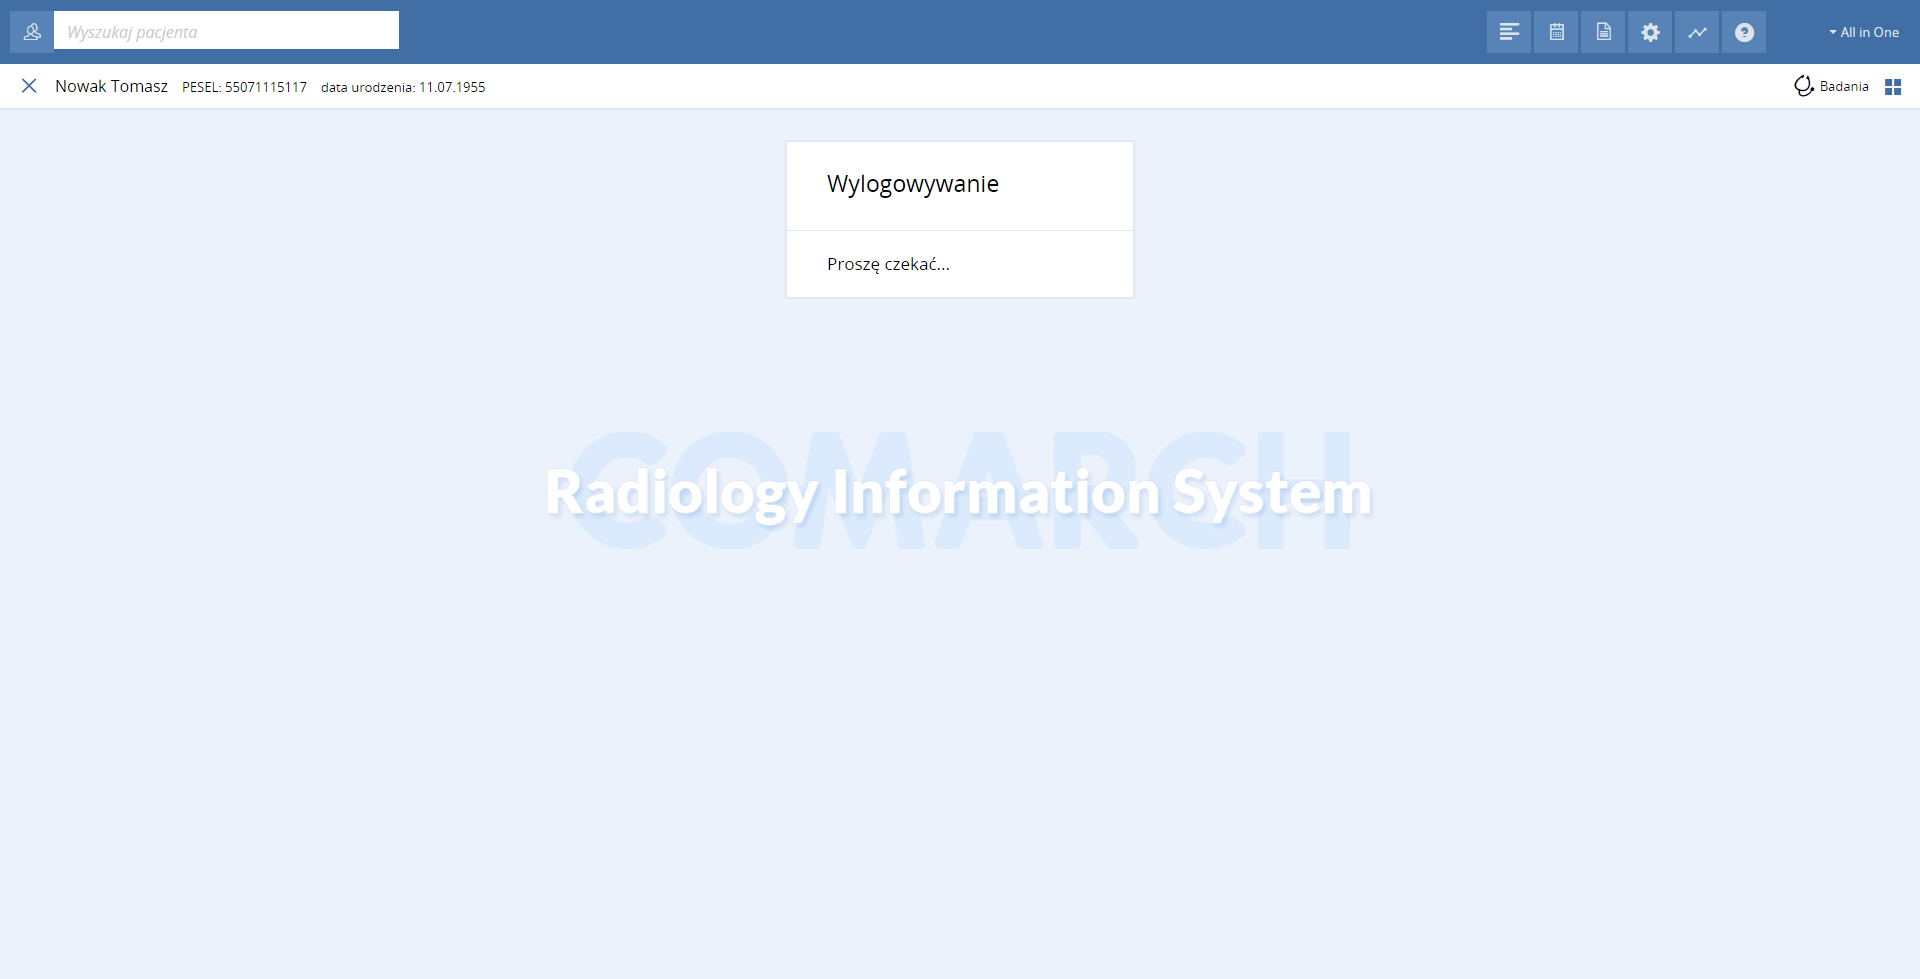 Wyszukaj pacjenta
All in One
Nowak Tomasz PESEL: 55071115117 data urodzenia: 11.07.1955
Badania
Wylogowywanie
Proszę czekać...
COMARCH
Radiology Information System